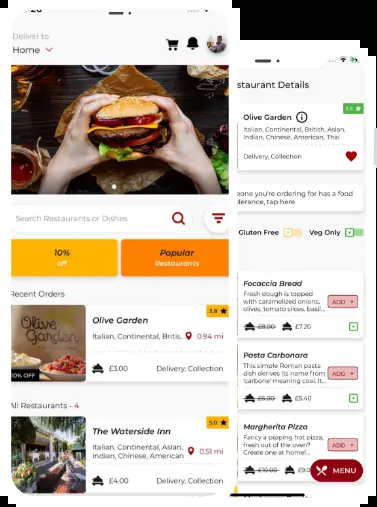 Deliver to
Home
Search Restaurants or Dishes
10%
off
Popular
Restaurants
Recent Orders
Olive
Garden
10% OFF
3.8
Olive Garden
Italian, Continental, Britis..
0.94 mi
£3.00
Delivery, Collection
All Restaurants - 4
5.0
The Waterside Inn
Italian, Continental, Asian,
Indian, Chinese, American
0.51 mi
£4.00
Delivery, Collection
staurant Details
Olive Garden
Italian, Continental, British, Asian,
Indian, Chinese, American, Thai
Delivery, Collection
eone you're ordering for has a food
lerance, tap here
Gluten Free
Veg Only
Focaccia Bread
Fresh dough is topped
with caramelized onions,
olives, tomato slices, basil...
ADD +
£8.00
£7.20
Pasta Carbonara
This simple Roman pasta
dish derives its name from
'carbone' meaning coal. It...
ADD +
£6.00
£5.40
Margherita Pizza
Fancy a pipping hot pizza,
fresh out of the oven?
Create one at home!...
ADD +
£10.00
£9.0
MENU